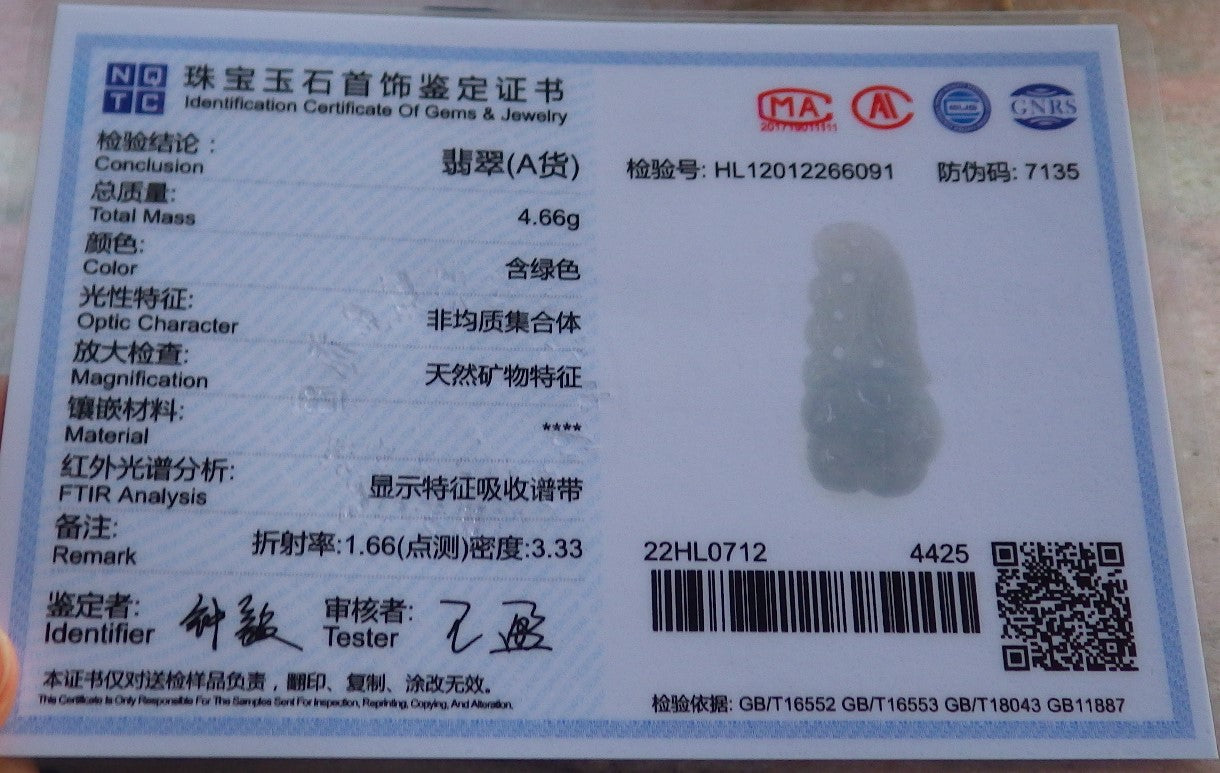 NQ
TC
珠宝玉石首饰鉴定证书
Identification Certificate Of Gems & Jewelry
检验结论：
Conclusion
翡翠(A货)
总质量:
Total Mass
4.66g
颜色:
Color
含绿色
光性特征:
Optic Character
非均质集合体
放大检查:
Magnification
天然矿物特征
镶嵌材料:
Material
****
红外光谱分析:
FTIR Analysis
显示特征吸收谱带
备注:
Remark
折射率:1.66(点测)密度:3.33
鉴定者:
Identifier
审核者:
Tester
本证书仅对送检样品负责，翻印、复制、涂改无效。
This Certificate Is Only Responsible For The Samples Sent For Inspection, Reprinting, Copying, And Alteration.
MA
GNRS
检验号: HL12012266091
防伪码: 7135
22HL0712
4425
检验依据: GB/T16552 GB/T16553 GB/T18043 GB11887